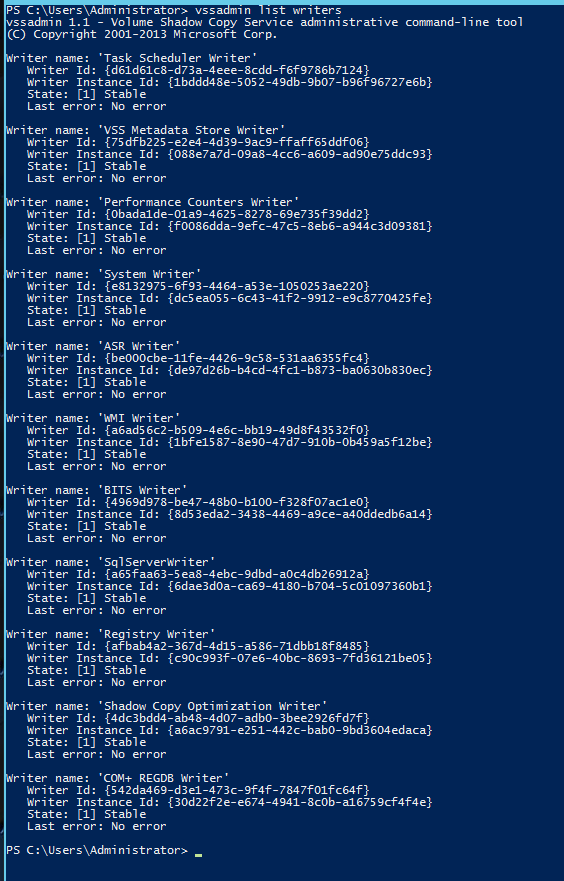 PS C:\Users\Administrator> vssadmin list writers
vssadmin 1.1 - Volume Shadow Copy Service administrative command-line tool
(C) Copyright 2001-2013 Microsoft Corp.
Writer name: 'Task Scheduler Writer'
Writer Id: {d61d61c8-d73a-4eee-8cdd-f6f9786b7124}
Writer Instance Id: {1bddd48e-5052-49db-9b07-b96f96727e6b}
State: [1] Stable
Last error: No error
Writer name: 'VSS Metadata Store Writer'
Writer Id: {75dfb225-e2e4-4d39-9ac9-ffaff65ddf06}
Writer Instance Id: {088e7a7d-09a8-4cc6-a609-ad90e75ddc93}
State: [1] Stable
Last error: No error
Writer name: 'Performance Counters Writer'
Writer Id: {0bada1de-01a9-4625-8278-69e735f39dd2}
Writer Instance Id: {f0086dda-9efc-47c5-8eb6-a944c3d09381}
State: [1] Stable
Last error: No error
Writer name: 'System Writer'
Writer Id: {e8132975-6f93-4464-a53e-1050253ae220}
Writer Instance Id: {dc5ea055-6c43-41f2-9912-e9c8770425fe}
State: [1] Stable
Last error: No error
Writer name: 'ASR Writer'
Writer Id: {be000cbe-11fe-4426-9c58-531aa6355fc4}
Writer Instance Id: {de97d26b-b4cd-4fc1-b873-ba0630b830ec}
State: [1] Stable
Last error: No error
Writer name: 'WMI Writer'
Writer Id: {a6ad56c2-b509-4e6c-bb19-49d8f43532f0}
Writer Instance Id: {1bfe1587-8e90-47d7-910b-0b459a5f12be}
State: [1] Stable
Last error: No error
Writer name: 'BITS Writer'
Writer Id: {4969d978-be47-48b0-b100-f328f07ac1e0}
Writer Instance Id: {8d53eda2-3438-4469-a9ce-a40ddedb6a14}
State: [1] Stable
Last error: No error
Writer name: 'SqlServerWriter'
Writer Id: {a65faa63-5ea8-4ebc-9dbd-a0c4db26912a}
Writer Instance Id: {6dae3d0a-ca69-4180-b704-5c01097360b1}
State: [1] Stable
Last error: No error
Writer name: 'Registry Writer'
Writer Id: {afbab4a2-367d-4d15-a586-71dbb18f8485}
Writer Instance Id: {c90c993f-07e6-40bc-8693-7fd36121be05}
State: [1] Stable
Last error: No error
Writer name: 'Shadow Copy Optimization Writer'
Writer Id: {4dc3bdd4-ab48-4d07-adb0-3bee2926fd7f}
Writer Instance Id: {a6ac9791-e251-442c-bab0-9bd3604edaca}
State: [1] Stable
Last error: No error
Writer name: 'COM+ REGDB Writer'
Writer Id: {542da469-d3e1-473c-9f4f-7847f01fc64f}
Writer Instance Id: {30d22f2e-e674-4941-8c0b-a16759cf4f4e}
State: [1] Stable
Last error: No error
PS C:\Users\Administrator>